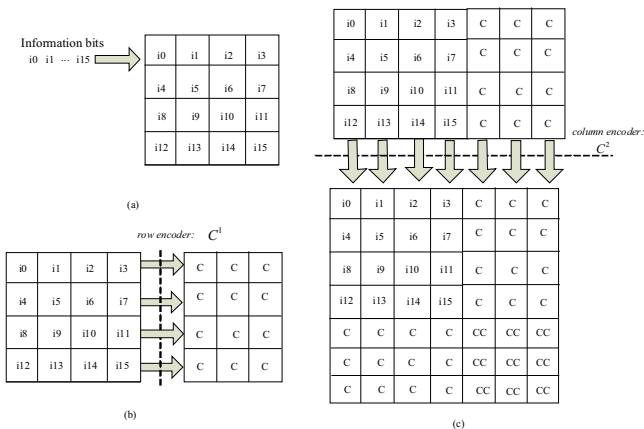 Information bits
i0 i1 ... i15
i0 i1 i2 i3
i4 i5 i6 i7
i8 i9 i10 i11
i12 i13 i14 i15
(a)
row encoder: C1
i0 i1 i2 i3 C C C
i4 i5 i6 i7 C C C
i8 i9 i10 i11 C C C
i12 i13 i14 i15 C C C
(b)
i0 i1 i2 i3 C C C
i4 i5 i6 i7 C C C
i8 i9 i10 i11 C C C
i12 i13 i14 i15 C C C
column encoder:
C2
i0 i1 i2 i3 C C C
i4 i5 i6 i7 C C C
i8 i9 i10 i11 C C C
i12 i13 i14 i15 C C C
C C C C CC CC CC
C C C C CC CC CC
C C C C CC CC CC
(c)